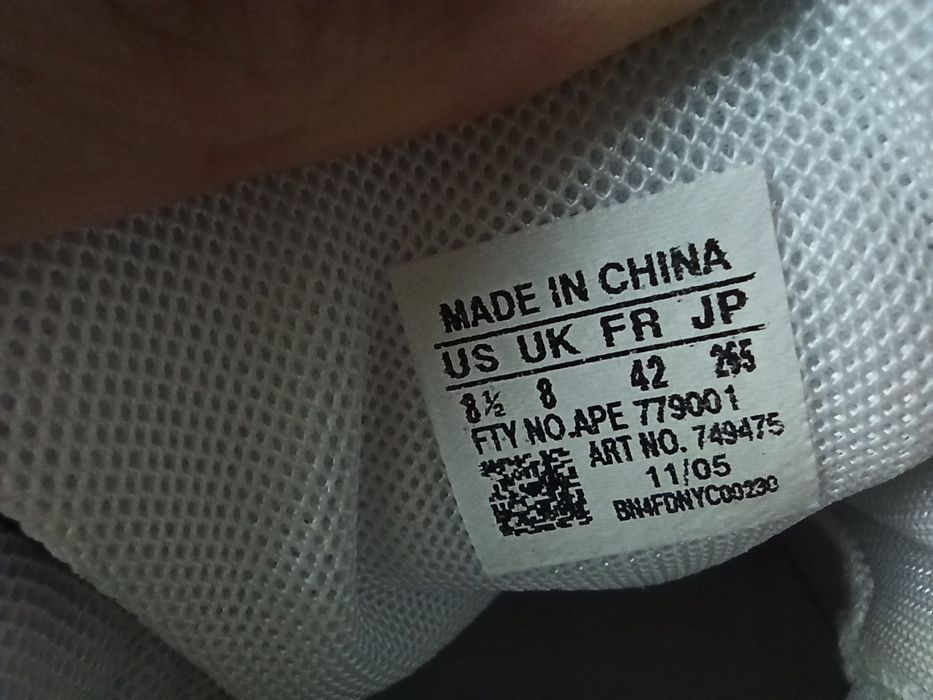 MADE IN CHINA
US UK FR JP
8½ 8 42 265
FTY NO.APE 779001
ART NO. 749475
11/05
BN4FDNYC00230